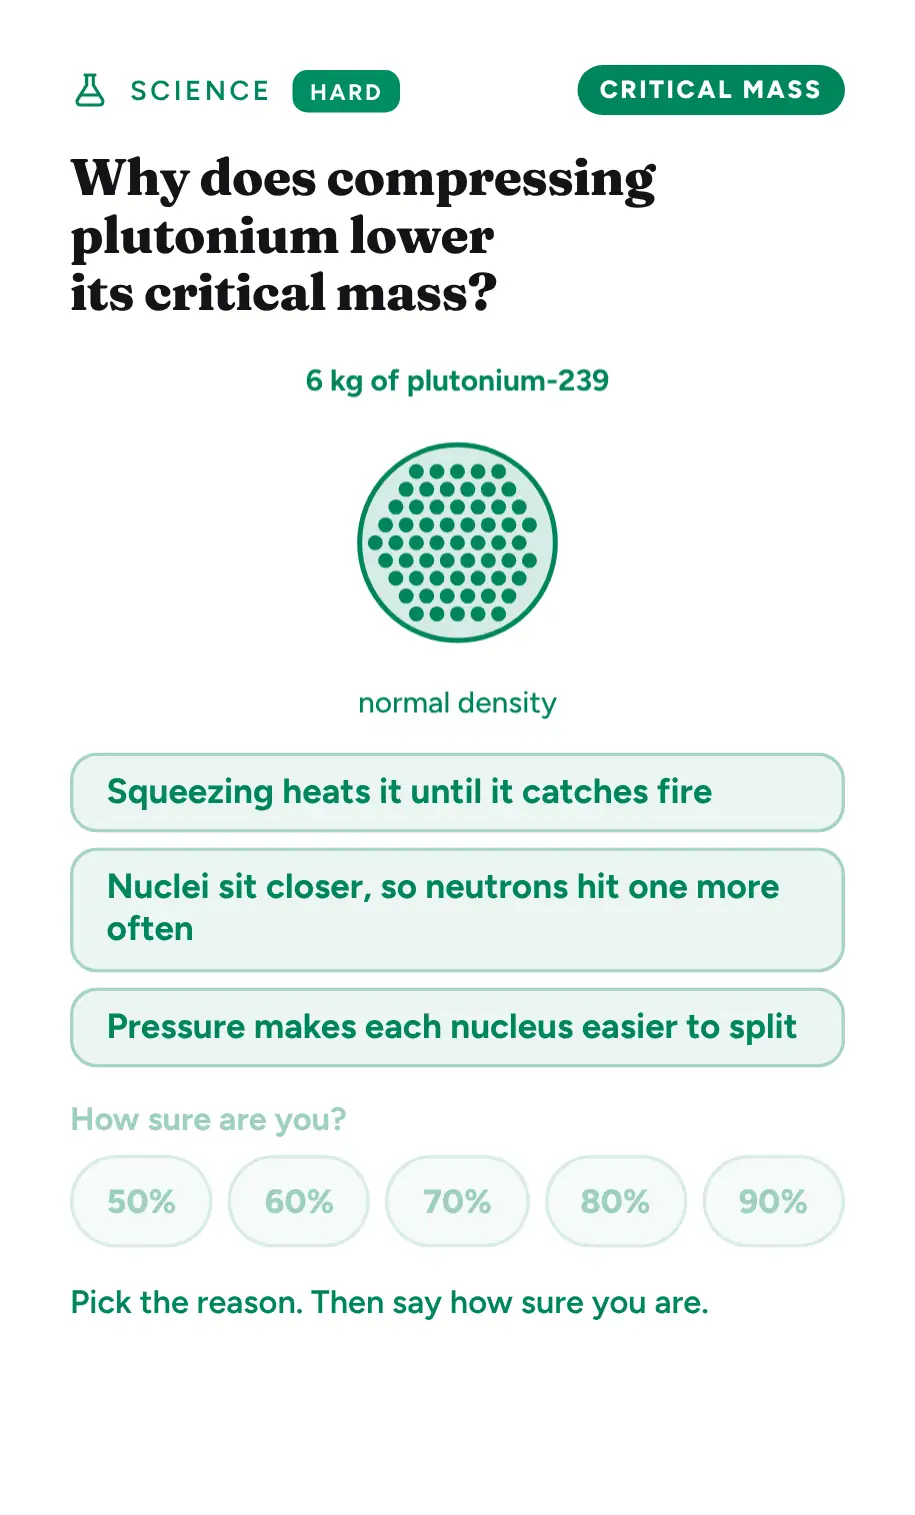 SCIENCE
HARD
CRITICAL MASS
Why does compressing
plutonium lower
its critical mass?
6 kg of plutonium-239
normal density
Squeezing heats it until it catches fire
Nuclei sit closer, so neutrons hit one more
often
Pressure makes each nucleus easier to split
How sure are you?
50%
60%
70%
80%
90%
Pick the reason. Then say how sure you are.